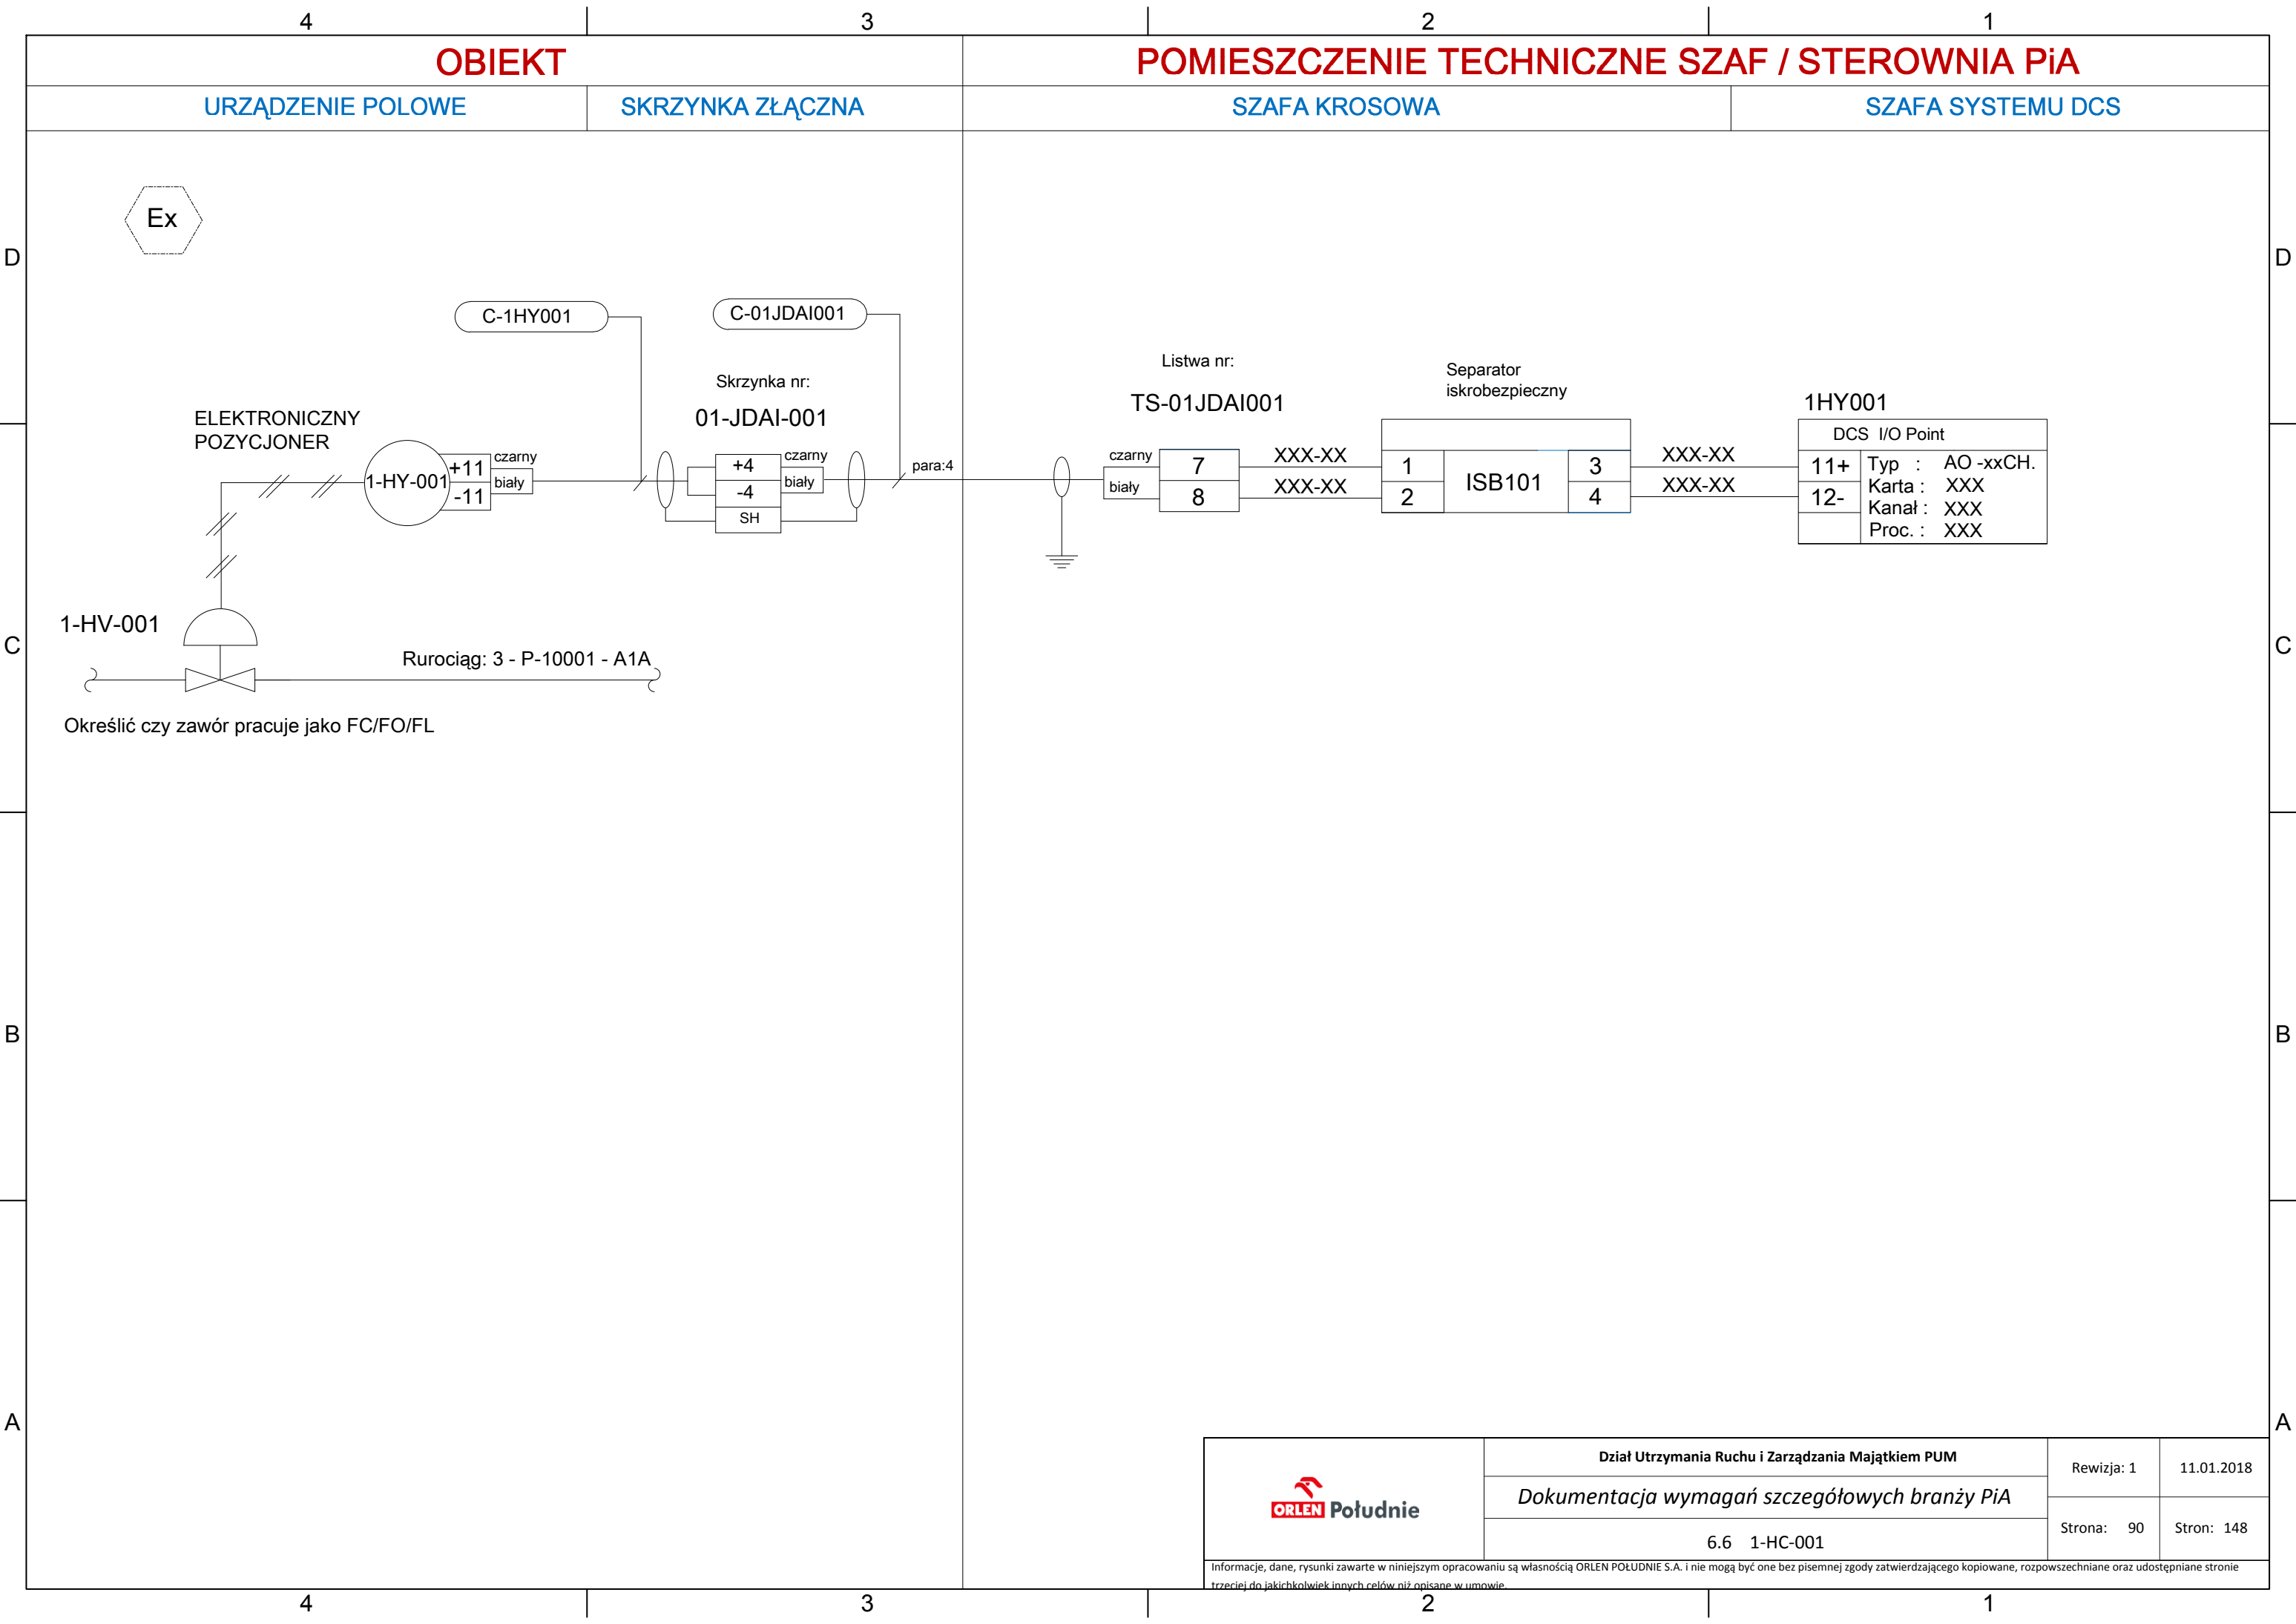 4
3
2
1
OBIEKT
POMIESZCZENIE TECHNICZNE SZAF / STEROWNIA PiA
URZĄDZENIE POLOWE
SKRZYNKA ZŁĄCZNA
SZAFA KROSOWA
SZAFA SYSTEMU DCS
Ex
D
D
C-1HY001
C-01JDAI001
Skrzynka nr:
01-JDAI-001
Listwa nr:
TS-01JDAI001
Separator
iskrobezpieczny
1HY001
DCS I/O Point
ELEKTRONICZNY
POZYCJONER
1-HY-001
+11
-11
czarny
biały
+4
-4
SH
czarny
biały
para:4
czarny
biały
7
8
XXX-XX
XXX-XX
1
2
ISB101
3
4
XXX-XX
XXX-XX
11+
12-
Typ : AO -xxCH.
Karta : XXX
Kanał : XXX
Proc. : XXX
1-HV-001
C
C
Rurociąg: 3 - P-10001 - A1A
Określić czy zawór pracuje jako FC/FO/FL
B
B
A
A
ORLEN Południe
Dział Utrzymania Ruchu i Zarządzania Majątkiem PUM
Dokumentacja wymagań szczegółowych branży PiA
6.6 1-HC-001
Rewizja: 1
11.01.2018
Strona: 90
Stron: 148
Informacje, dane, rysunki zawarte w niniejszym opracowaniu są własnością ORLEN POŁUDNIE S.A. i nie mogą być one bez pisemnej zgody zatwierdzającego kopiowane, rozpowszechniane oraz udostępniane stronie
trzeciej do jakichkolwiek innych celów niż opisane w umowie.
4
3
2
1